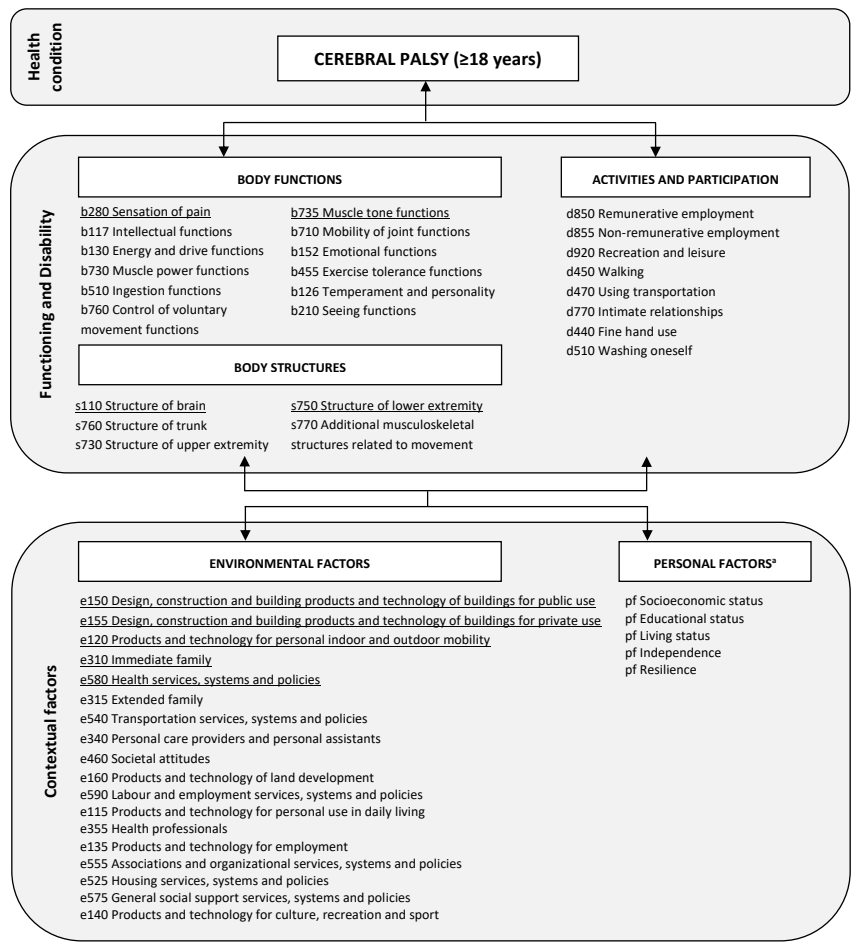 Health
condition
CEREBRAL PALSY (≥18 years)
Functioning and Disability
BODY FUNCTIONS
b280 Sensation of pain
b117 Intellectual functions
b130 Energy and drive functions
b730 Muscle power functions
b510 Ingestion functions
b760 Control of voluntary
movement functions
b735 Muscle tone functions
b710 Mobility of joint functions
b152 Emotional functions
b455 Exercise tolerance functions
b126 Temperament and personality
b210 Seeing functions
BODY STRUCTURES
s110 Structure of brain
s760 Structure of trunk
s730 Structure of upper extremity
s750 Structure of lower extremity
s770 Additional musculoskeletal
structures related to movement
ACTIVITIES AND PARTICIPATION
d850 Remunerative employment
d855 Non-remunerative employment
d920 Recreation and leisure
d450 Walking
d470 Using transportation
d770 Intimate relationships
d440 Fine hand use
d510 Washing oneself
Contextual factors
ENVIRONMENTAL FACTORS
e150 Design, construction and building products and technology of buildings for public use
e155 Design, construction and building products and technology of buildings for private use
e120 Products and technology for personal indoor and outdoor mobility
e310 Immediate family
e580 Health services, systems and policies
e315 Extended family
e540 Transportation services, systems and policies
e340 Personal care providers and personal assistants
e460 Societal attitudes
e160 Products and technology of land development
e590 Labour and employment services, systems and policies
e115 Products and technology for personal use in daily living
e355 Health professionals
e135 Products and technology for employment
e555 Associations and organizational services, systems and policies
e525 Housing services, systems and policies
e575 General social support services, systems and policies
e140 Products and technology for culture, recreation and sport
PERSONAL FACTORSª
pf Socioeconomic status
pf Educational status
pf Living status
pf Independence
pf Resilience